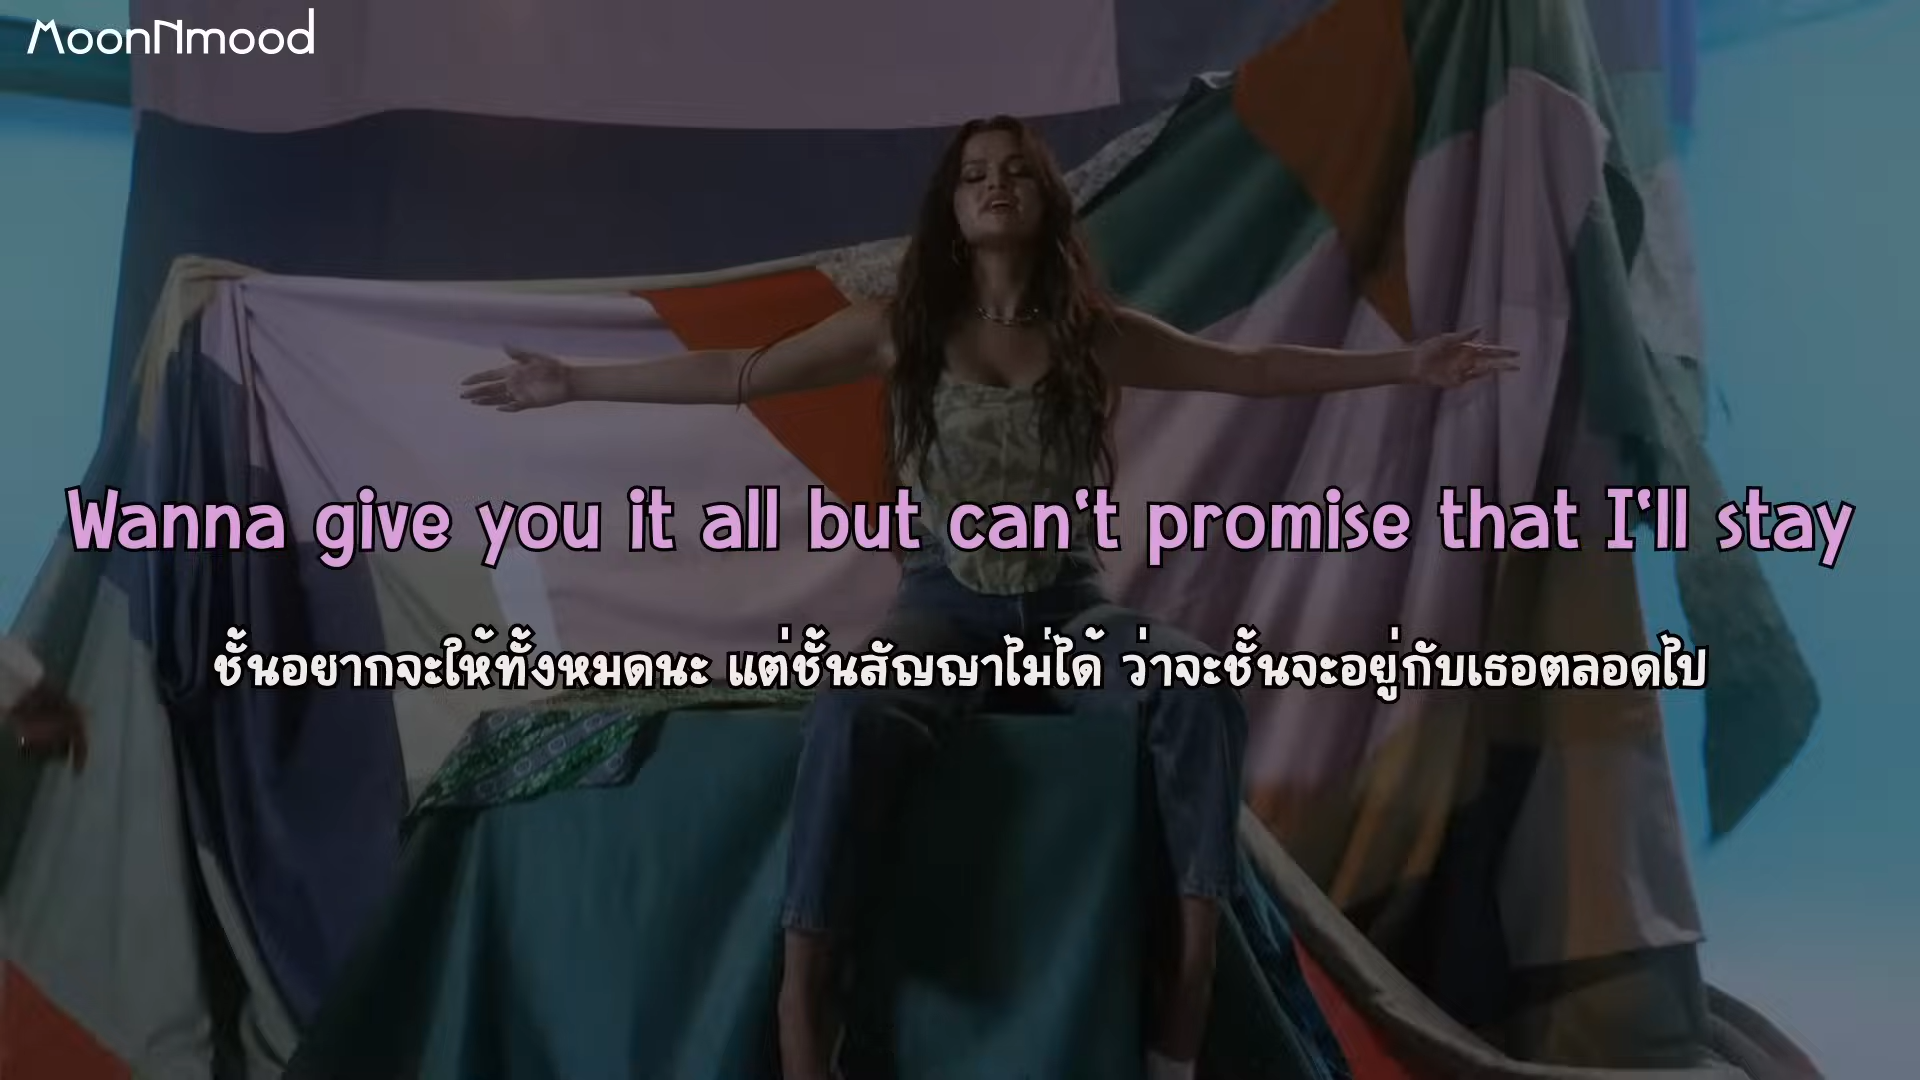 MoonNmood
Wanna give you it all but can't promise that I'll stay
ชั้นอยากจะให้ทั้งหมดนะ แต่ชั้นสัญญาไม่ได้ ว่าจะชั้นจะอยู่กับเธอตลอดไป